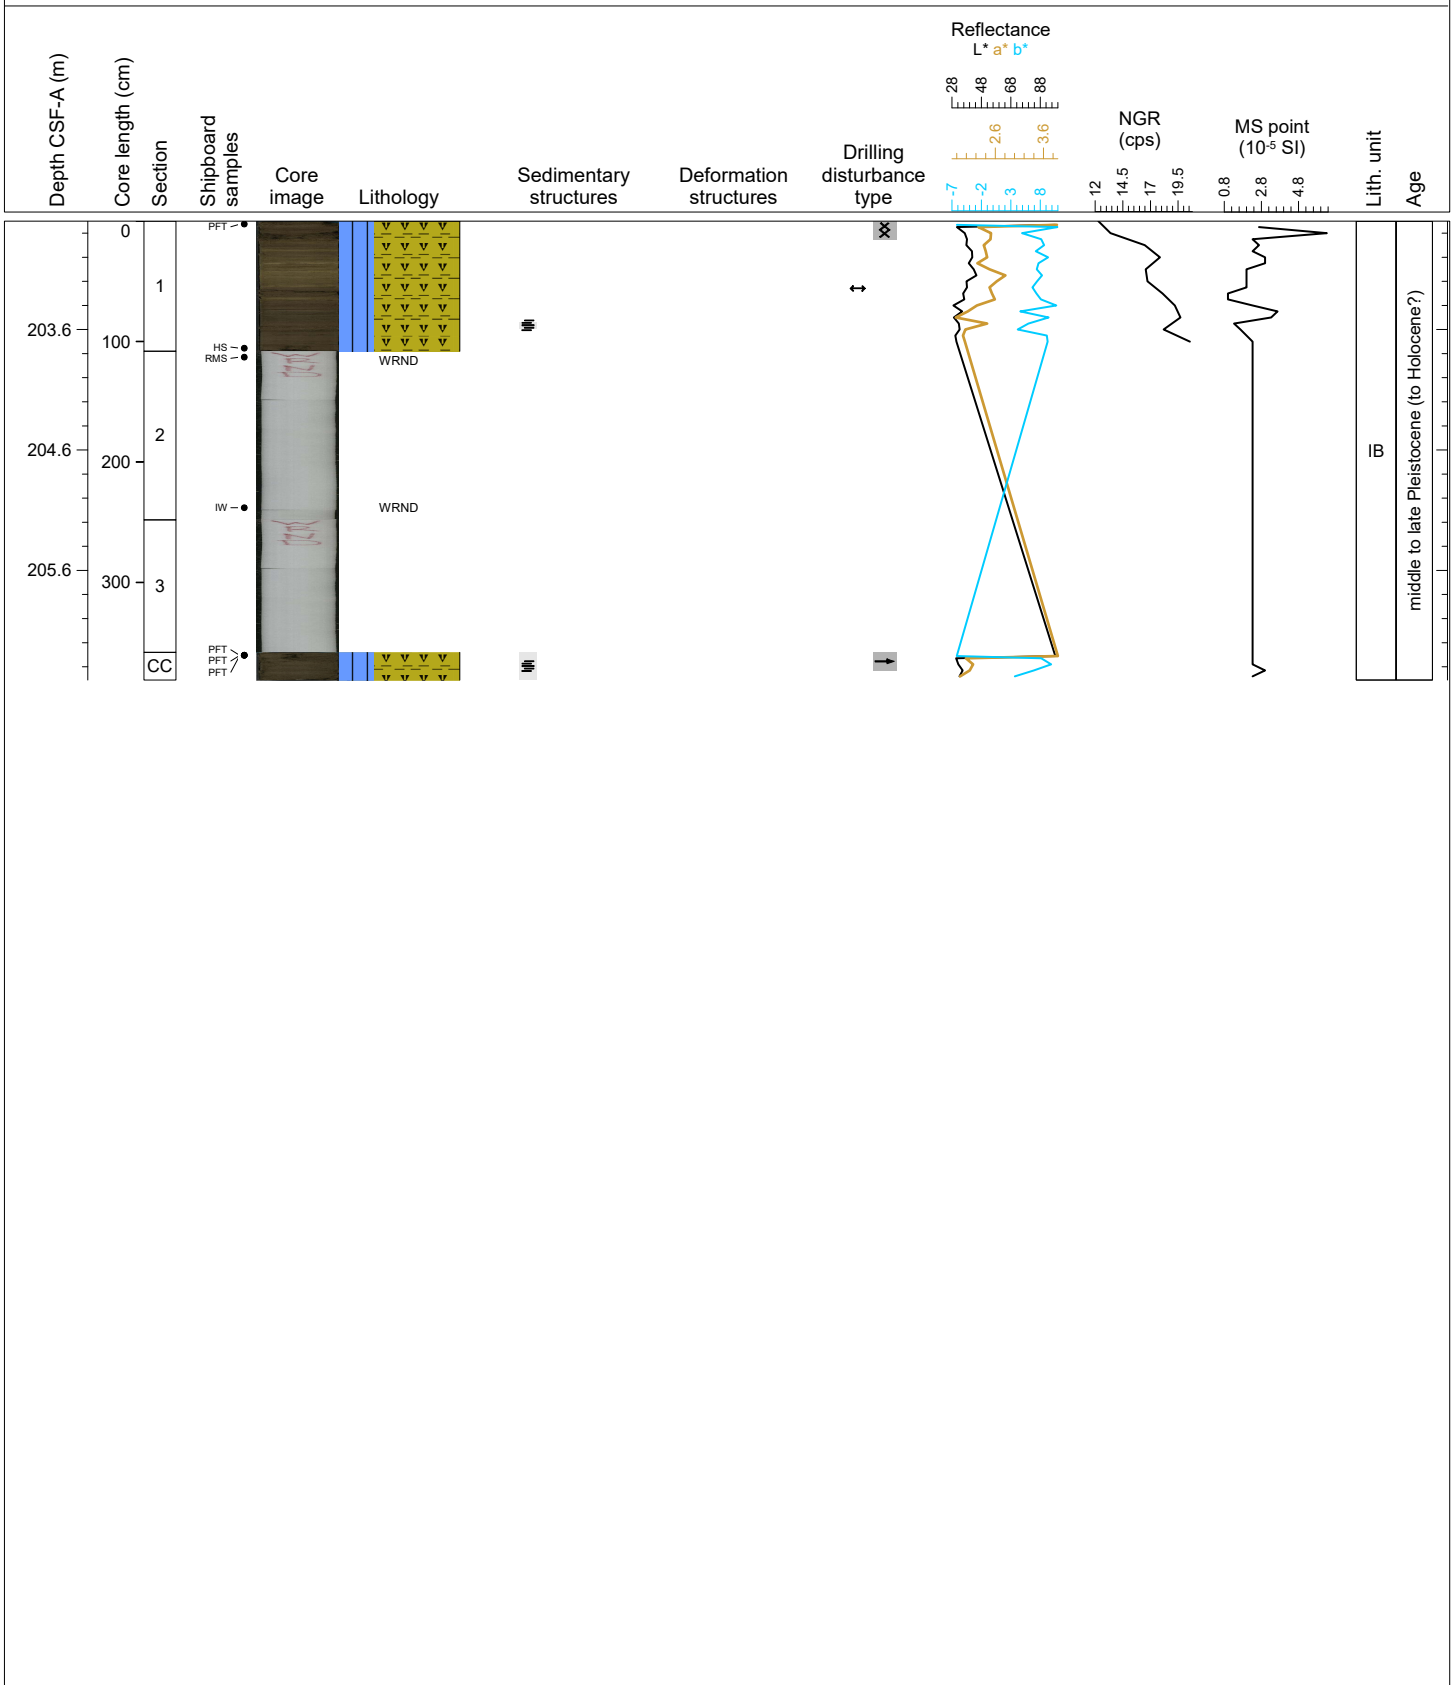 Depth CSF-A (m)
Core length (cm)
Section
Shipboard
samples
Core
image
Lithology
Sedimentary
structures
Deformation
structures
Drilling
disturbance
type
Reflectance
L* a* b*
28 48 68 88
2.6 3.6
-7 -2 3 8
NGR
(cps)
12 14.5 17 19.5
MS point
(10-5 SI)
0.8 2.8 4.8
Lith. unit
Age
0
PFT
1
203.6
100
HS
RMS
WRND
2
204.6
200
IW
WRND
205.6
300
3
PFT
PFT
PFT
CC
IB
middle to late Pleistocene (to Holocene?)